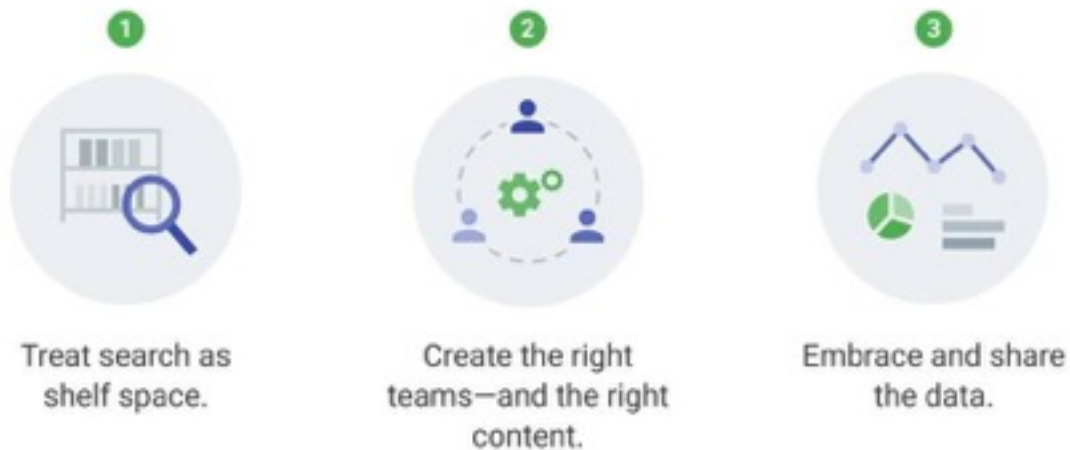 1
2
3
Treat search as
shelf space.
Create the right
teams—and the right
content.
Embrace and share
the data.